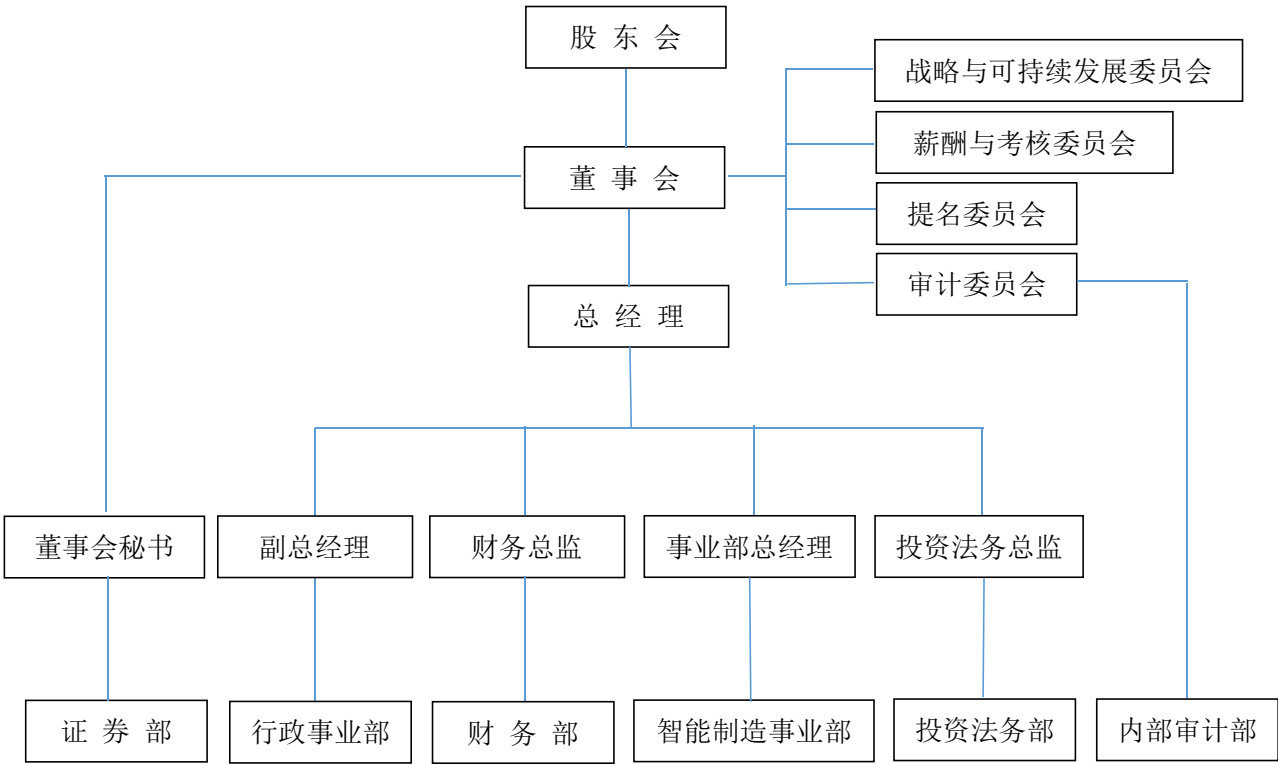 股 东 会
战略与可持续发展委员会
薪酬与考核委员会
董 事 会
提名委员会
审计委员会
总 经 理
董事会秘书
副总经理
财务总监
事业部总经理
投资法务总监
证 券 部
行政事业部
财 务 部
智能制造事业部
投资法务部
内部审计部